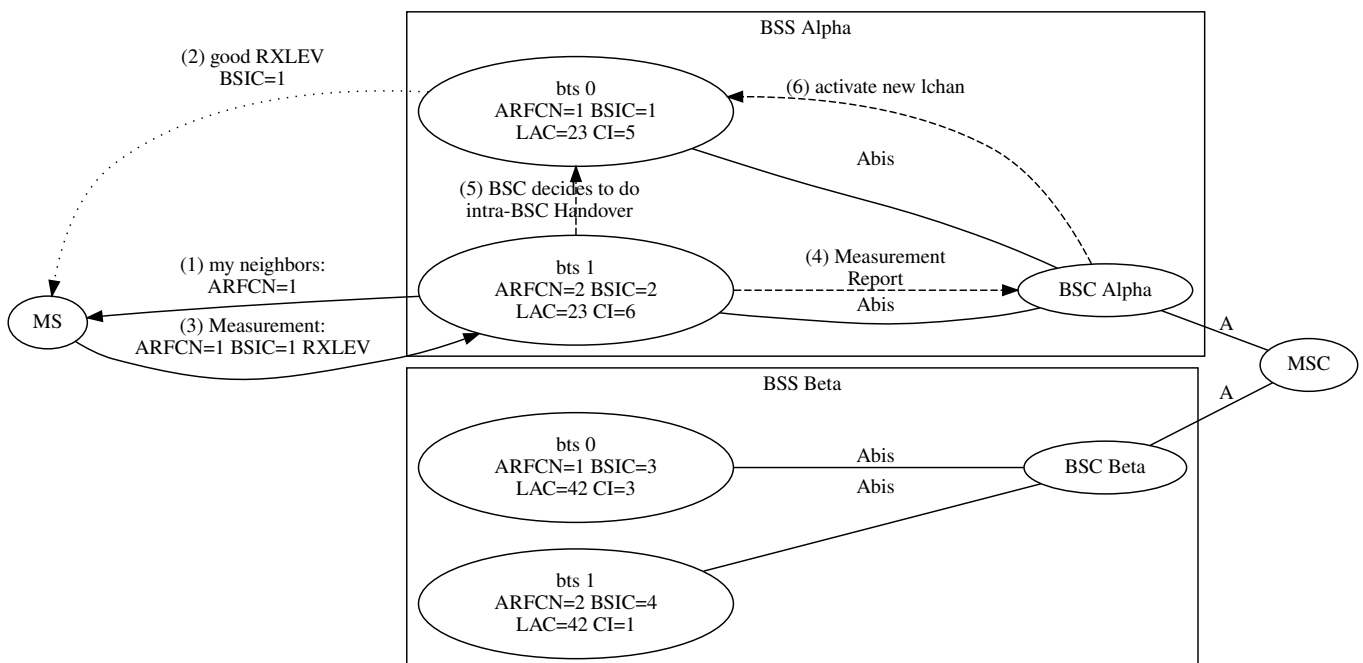 BSS Alpha
(2) good RXLEV
BSIC=1
bts 0
ARFCN=1 BSIC=1
LAC=23 CI=5
(6) activate new lchan
Abis
(5) BSC decides to do
intra-BSC Handover
(1) my neighbors:
ARFCN=1
bts 1
ARFCN=2 BSIC=2
LAC=23 CI=6
(4) Measurement
Report
Abis
BSC Alpha
MS
(3) Measurement:
ARFCN=1 BSIC=1 RXLEV
A
MSC
BSS Beta
A
bts 0
ARFCN=1 BSIC=3
LAC=42 CI=3
Abis
BSC Beta
Abis
bts 1
ARFCN=2 BSIC=4
LAC=42 CI=1